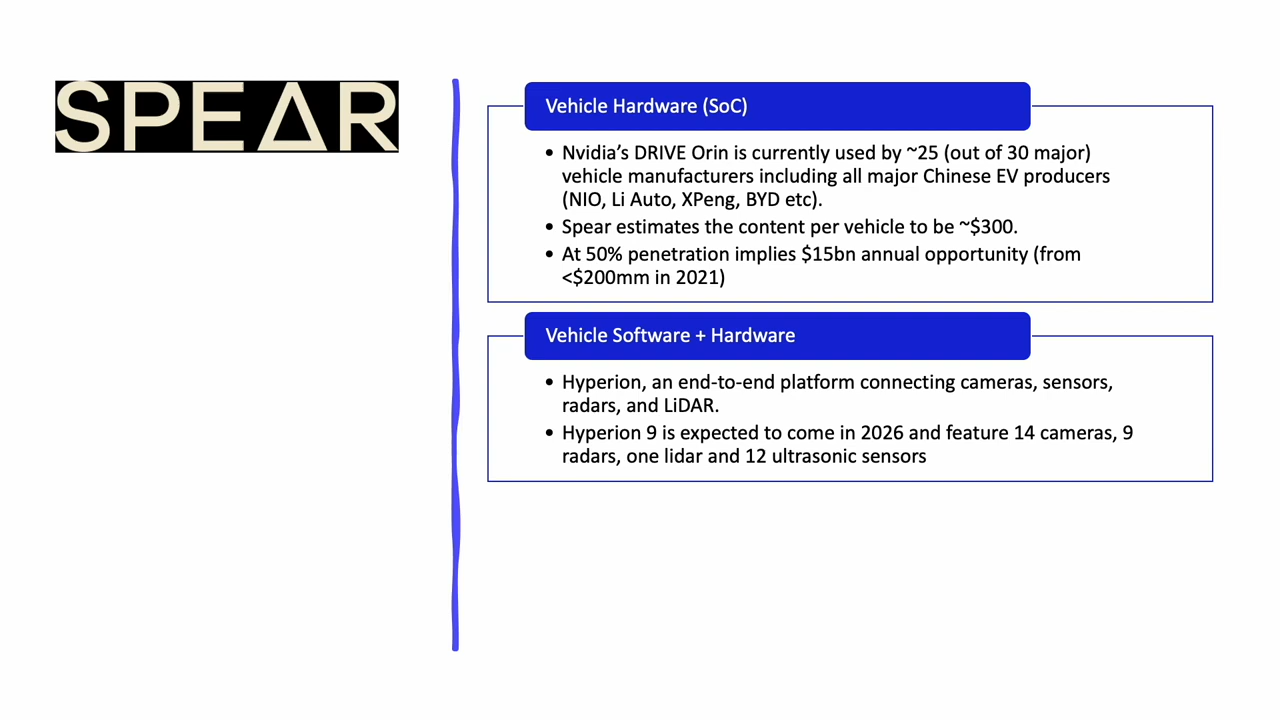 SPEAR
Vehicle Hardware (SoC)
• Nvidia’s DRIVE Orin is currently used by ~25 (out of 30 major)
vehicle manufacturers including all major Chinese EV producers
(NIO, Li Auto, XPeng, BYD etc).
• Spear estimates the content per vehicle to be ~$300.
• At 50% penetration implies $15bn annual opportunity (from
<$200mm in 2021)
Vehicle Software + Hardware
• Hyperion, an end-to-end platform connecting cameras, sensors,
radars, and LiDAR.
• Hyperion 9 is expected to come in 2026 and feature 14 cameras, 9
radars, one lidar and 12 ultrasonic sensors